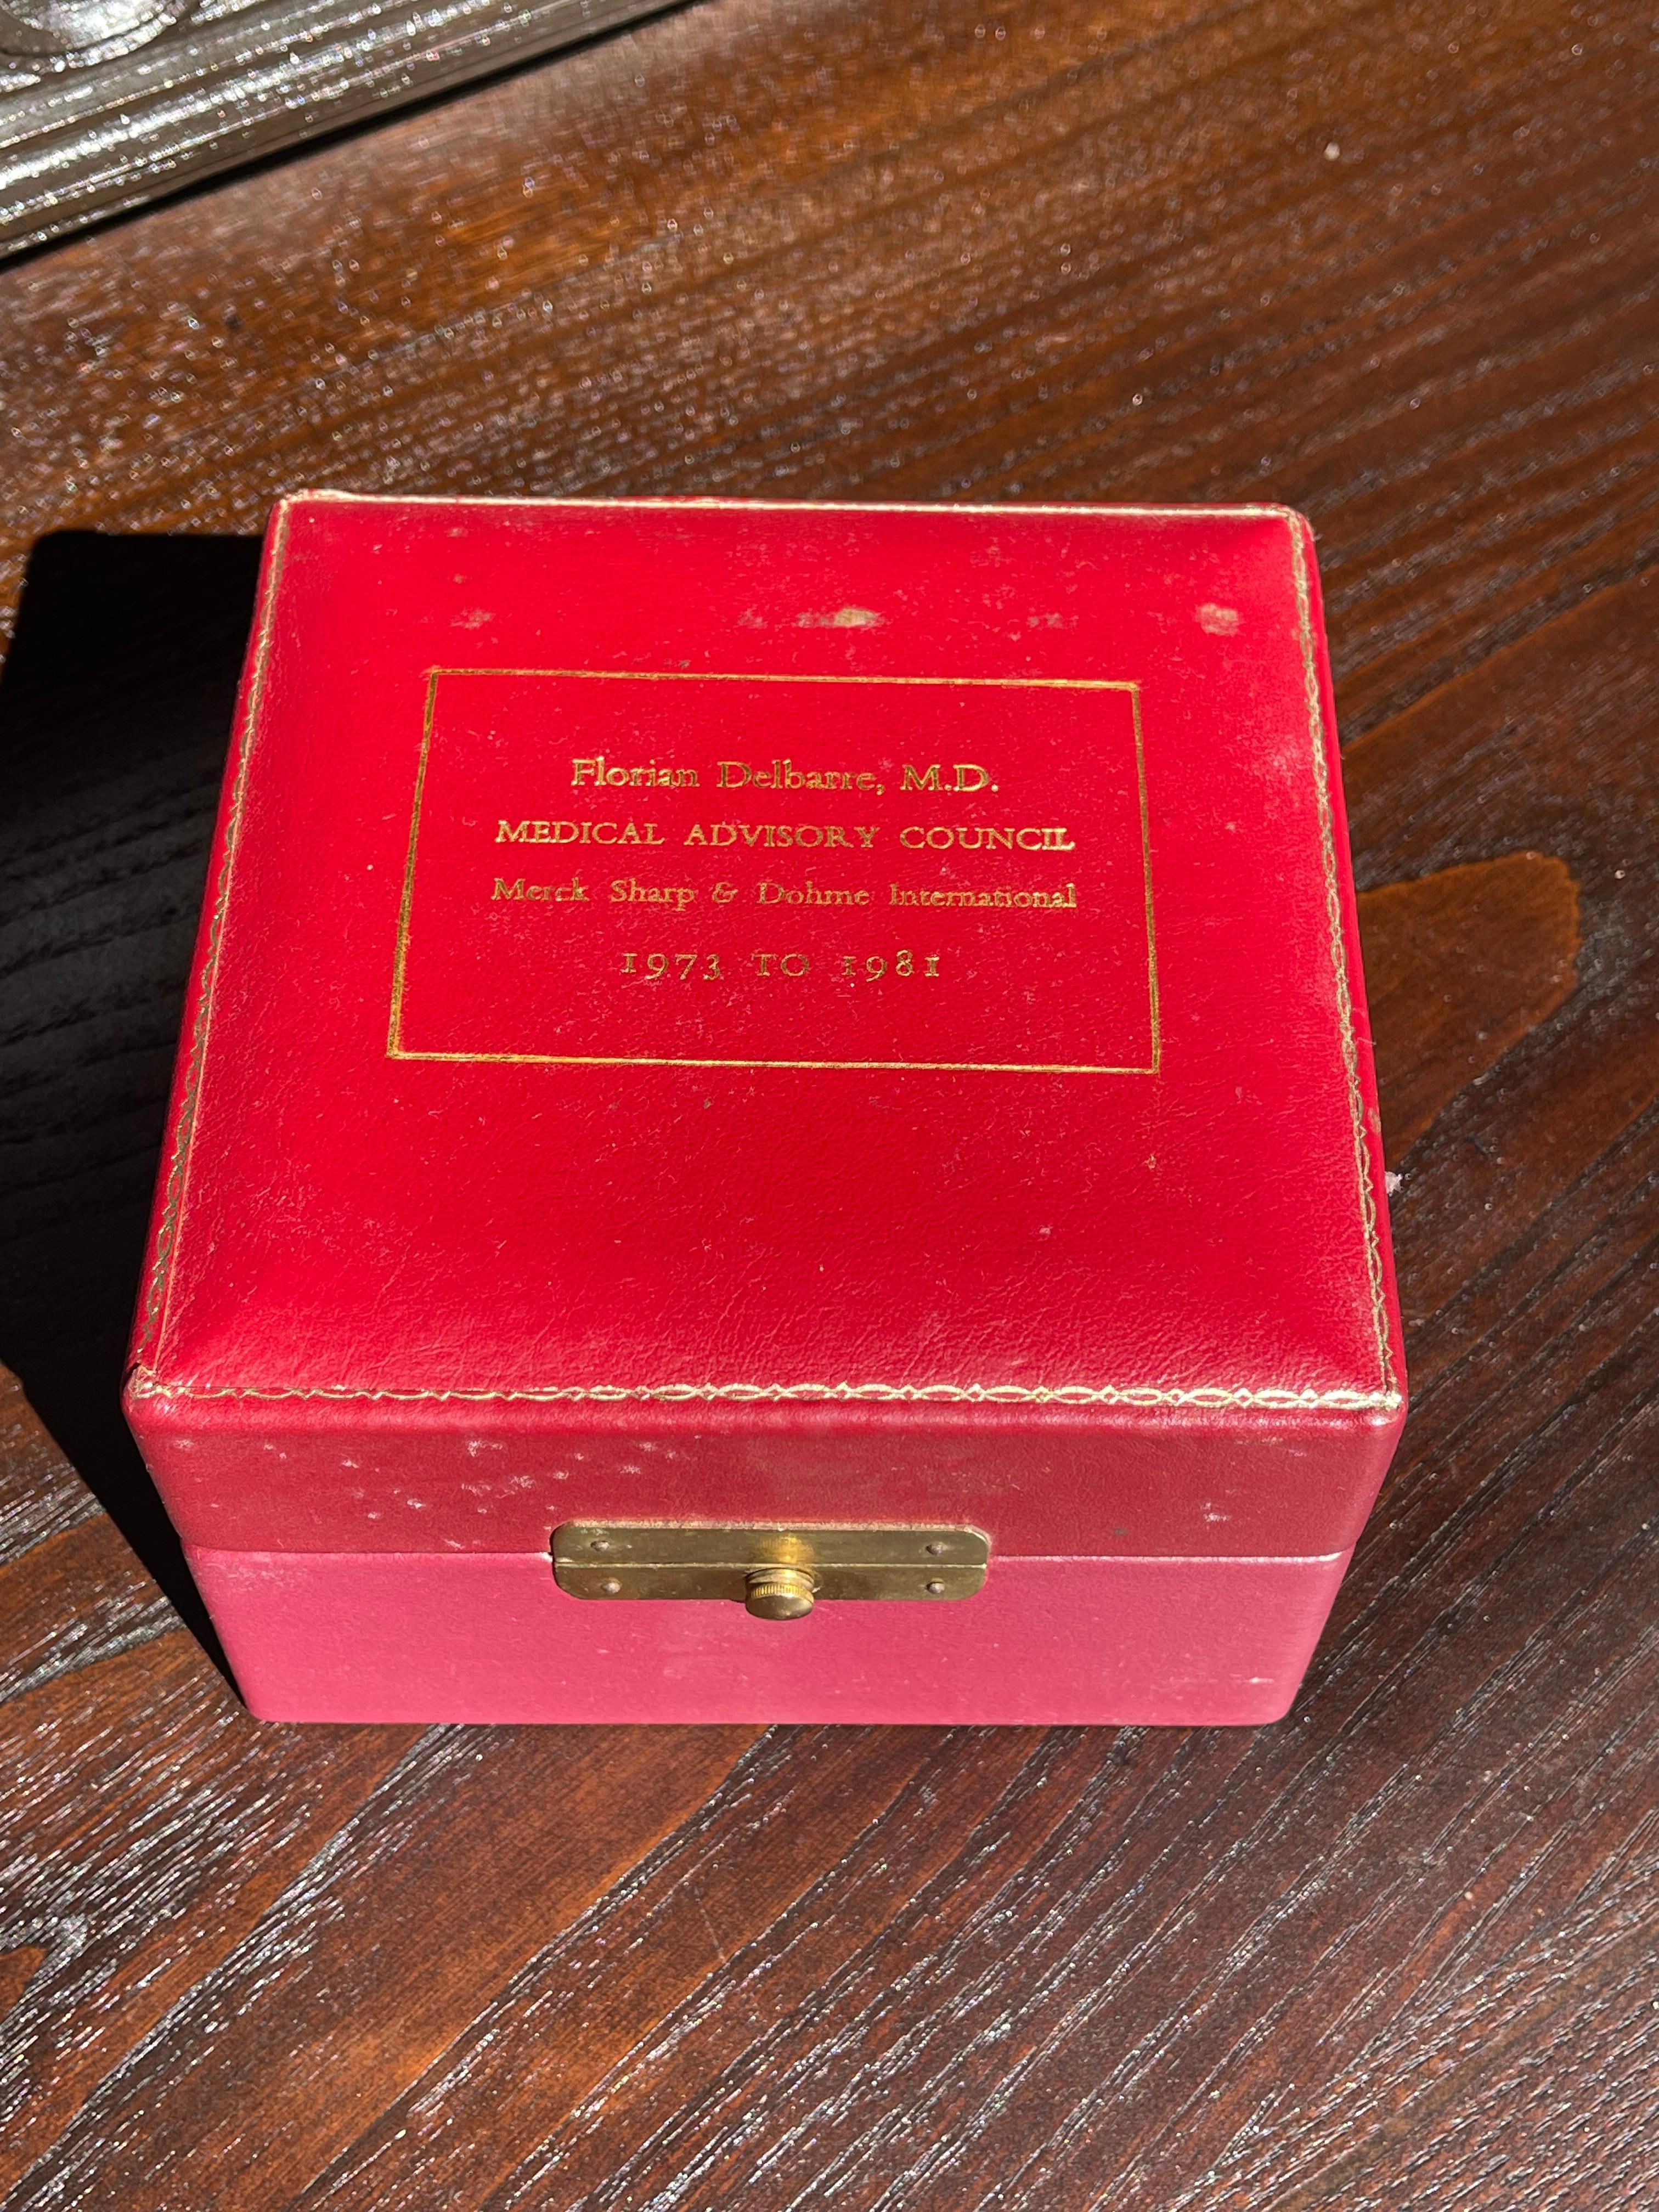 Florian Delbarre, M.D.
MEDICAL ADVISORY COUNCIL
Merck Sharp & Dohme International
1973 TO 1981